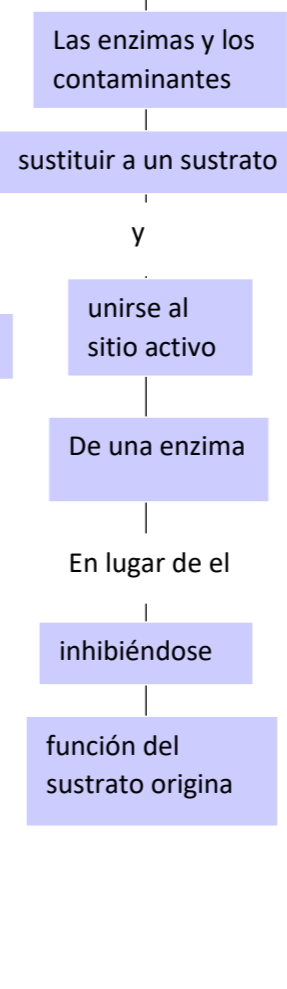 Las enzimas y los
contaminantes
sustituir a un sustrato
y
unirse al
sitio activo
De una enzima
En lugar de el
inhibiéndose
función del
sustrato origina